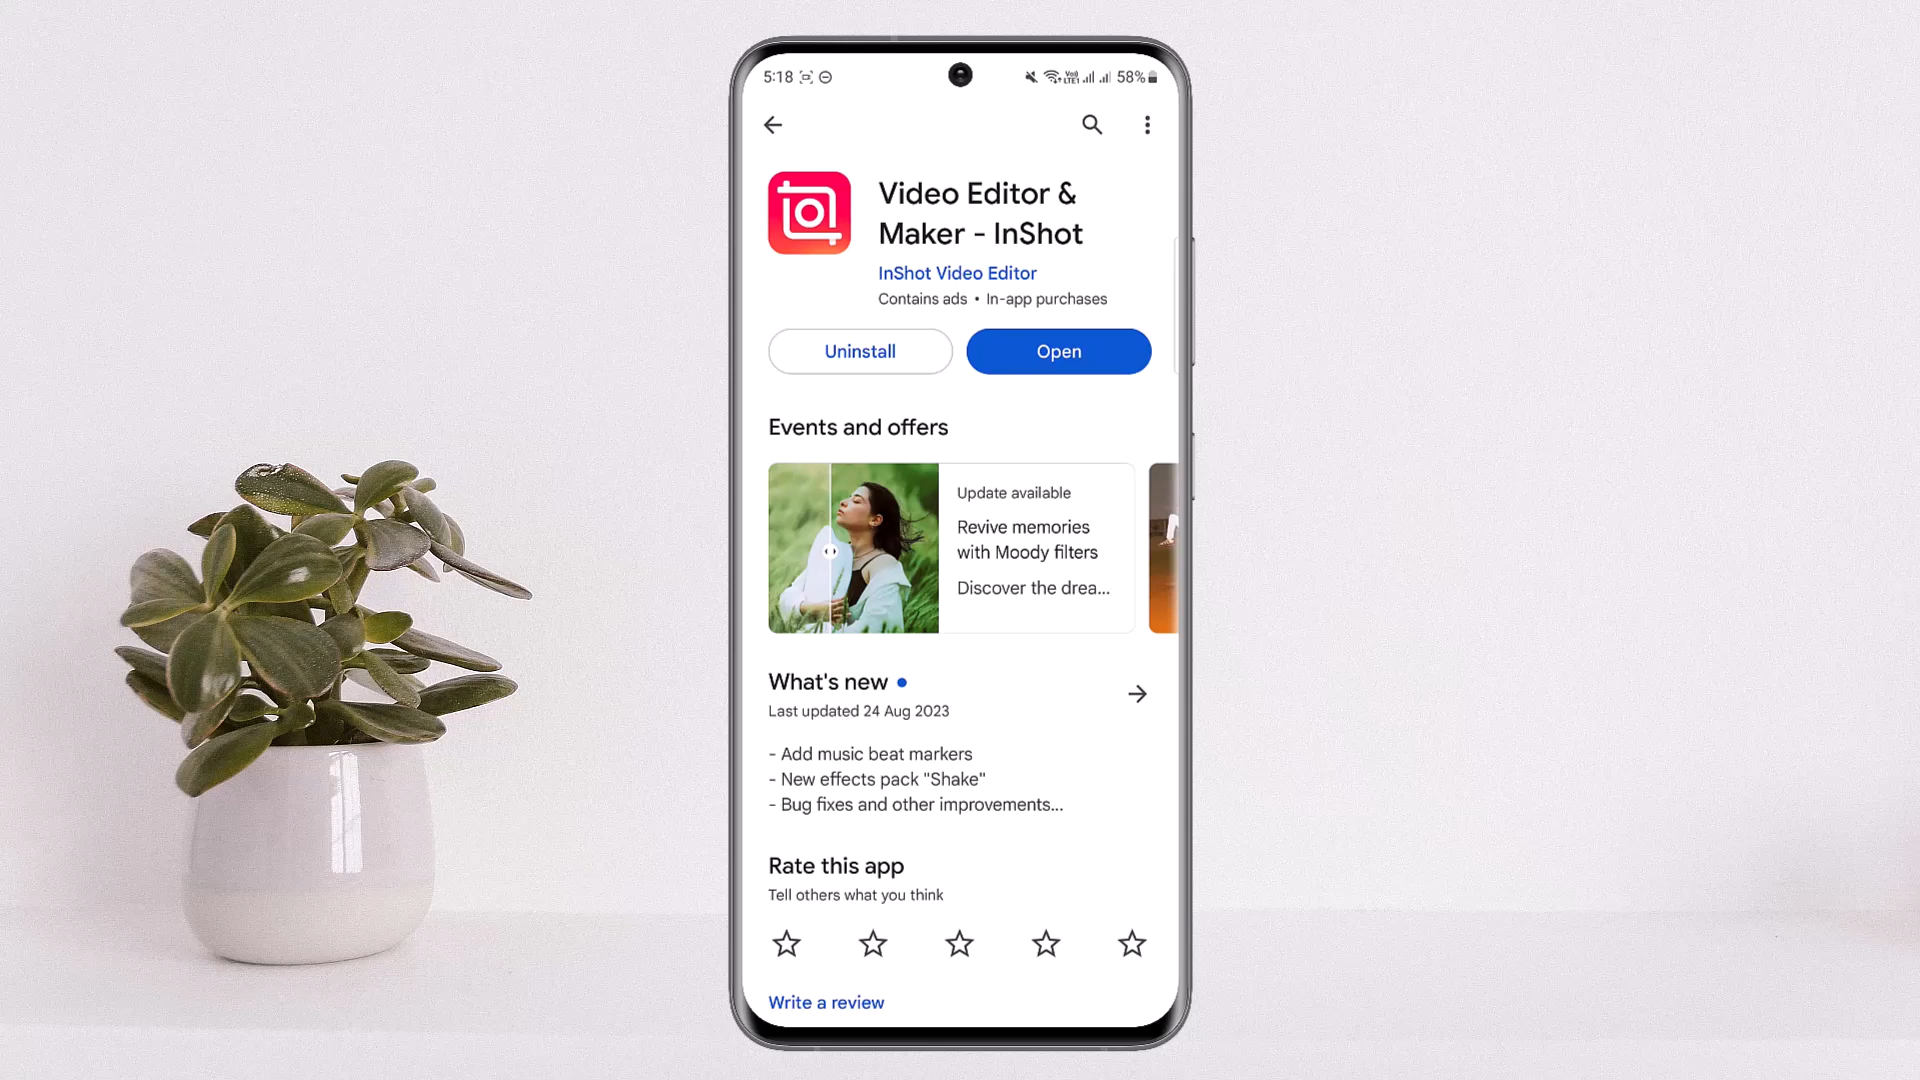 5:18
58%
Video Editor &
Maker - InShot
InShot Video Editor
Contains ads • In-app purchases
Uninstall
Open
Events and offers
Update available
Revive memories
with Moody filters
Discover the drea...
What's new
Last updated 24 Aug 2023
- Add music beat markers
- New effects pack "Shake"
- Bug fixes and other improvements...
Rate this app
Tell others what you think
Write a review